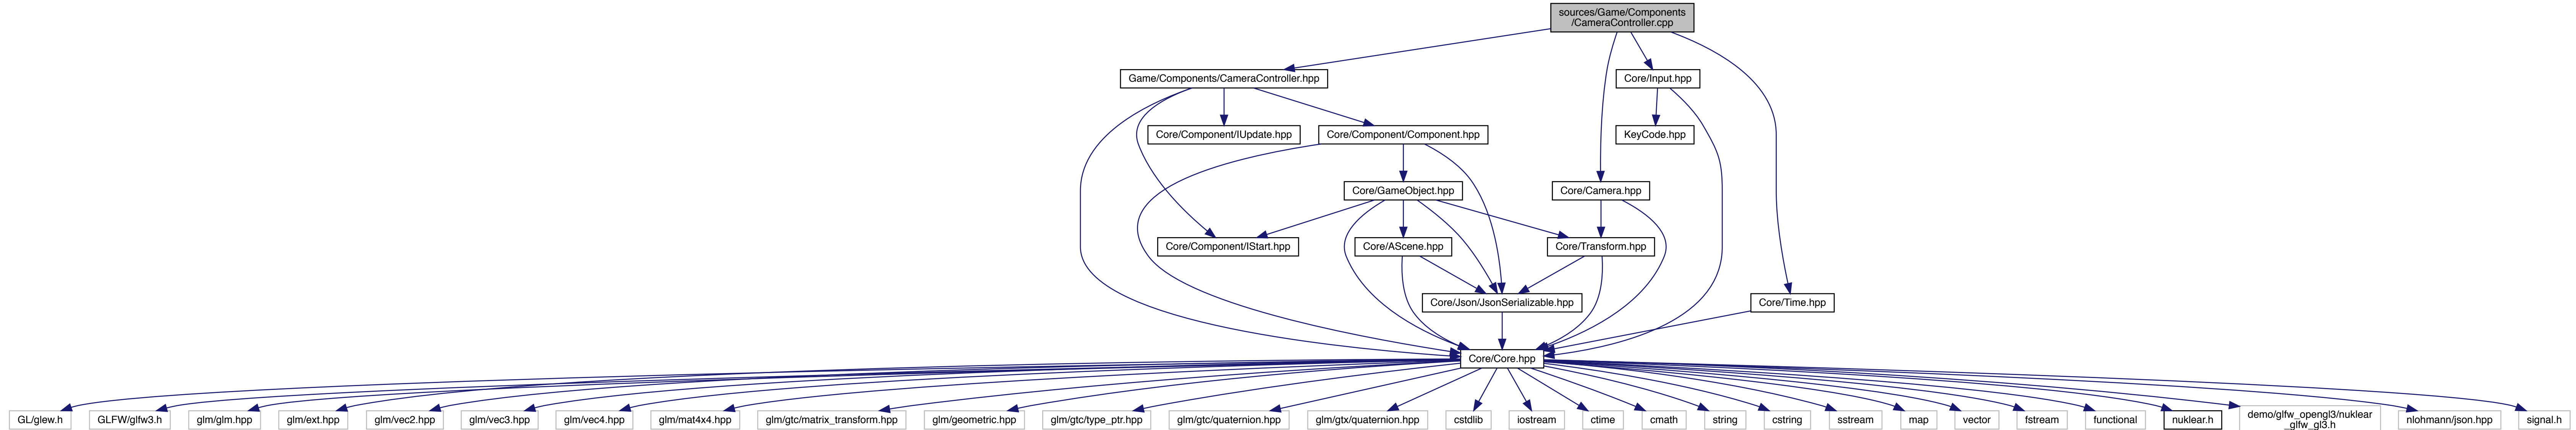 sources/Game/Components
/CameraController.cpp
Game/Components/CameraController.hpp
Core/Input.hpp
Core/Component/IUpdate.hpp
Core/Component/Component.hpp
KeyCode.hpp
Core/GameObject.hpp
Core/Camera.hpp
Core/Component/IStart.hpp
Core/AScene.hpp
Core/Transform.hpp
Core/Json/JsonSerializable.hpp
Core/Time.hpp
Core/Core.hpp
GL/glew.h
GLFW/glfw3.h
glm/glm.hpp
glm/ext.hpp
glm/vec2.hpp
glm/vec3.hpp
glm/vec4.hpp
glm/mat4x4.hpp
glm/gtc/matrix_transform.hpp
glm/geometric.hpp
glm/gtc/type_ptr.hpp
glm/gtc/quaternion.hpp
glm/gtx/quaternion.hpp
cstdlib
iostream
ctime
cmath
string
cstring
sstream
map
vector
fstream
functional
nuklear.h
demo/glfw_opengl3/nuklear
_glfw_gl3.h
nlohmann/json.hpp
signal.h